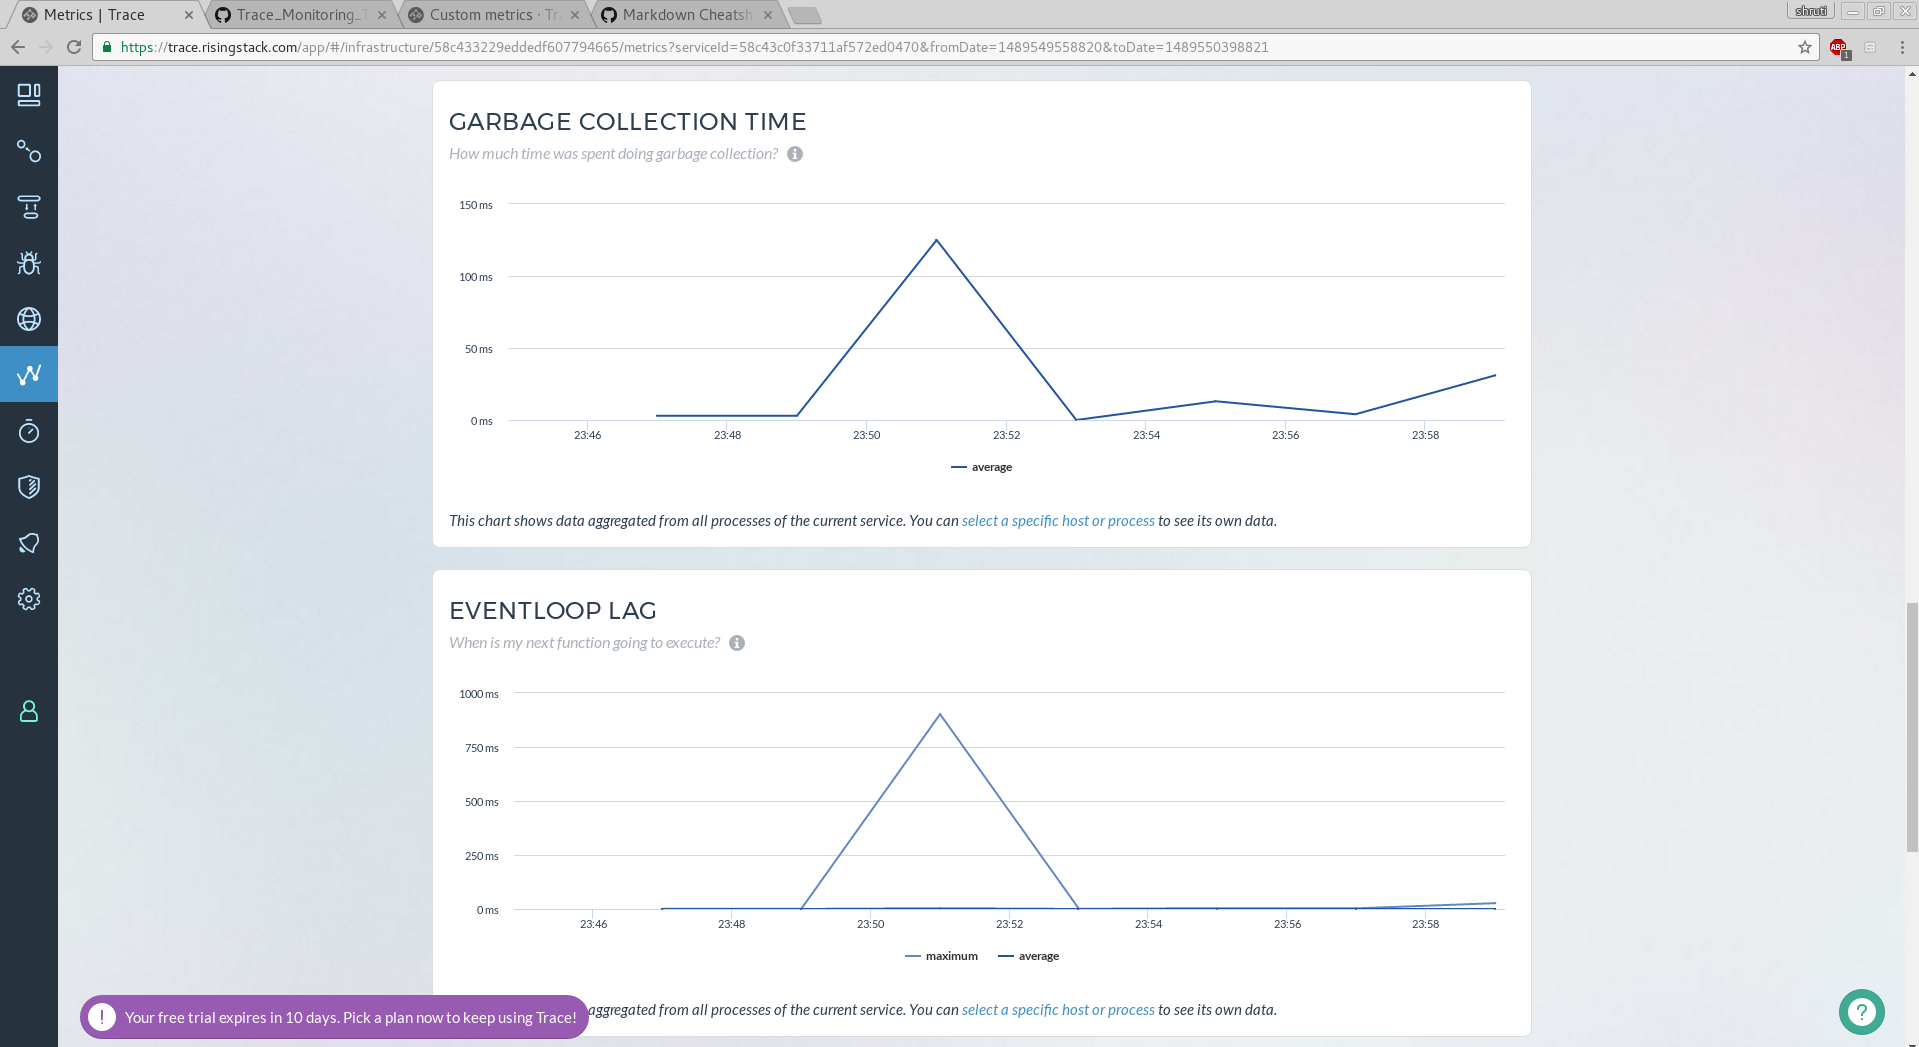 Metrics | Trace
Trace_Monitoring_T
Custom metrics · Tr
Markdown Cheatsh
shruti
https://trace.risingstack.com/app/#/infrastructure/58c433229eddedf607794665/metrics?serviceId=58c43c0f33711af572ed0470&fromDate=1489549558820&toDate=1489550398821
ABP
1
GARBAGE COLLECTION TIME
How much time was spent doing garbage collection?
150 ms
100 ms
50 ms
0 ms
23:46 23:48 23:50 23:52 23:54 23:56 23:58
average
This chart shows data aggregated from all processes of the current service. You can select a specific host or process to see its own data.
EVENTLOOP LAG
When is my next function going to execute?
1000 ms
750 ms
500 ms
250 ms
0 ms
23:46 23:48 23:50 23:52 23:54 23:56 23:58
maximum average
aggregated from all processes of the current service. You can select a specific host or process to see its own data.
! Your free trial expires in 10 days. Pick a plan now to keep using Trace!
?